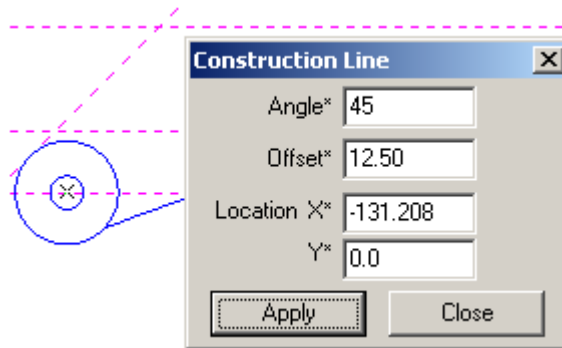 Construction Line
Angle* 45
Offset* 12.50
Location X* -131.208
Y* 0.0
Apply Close